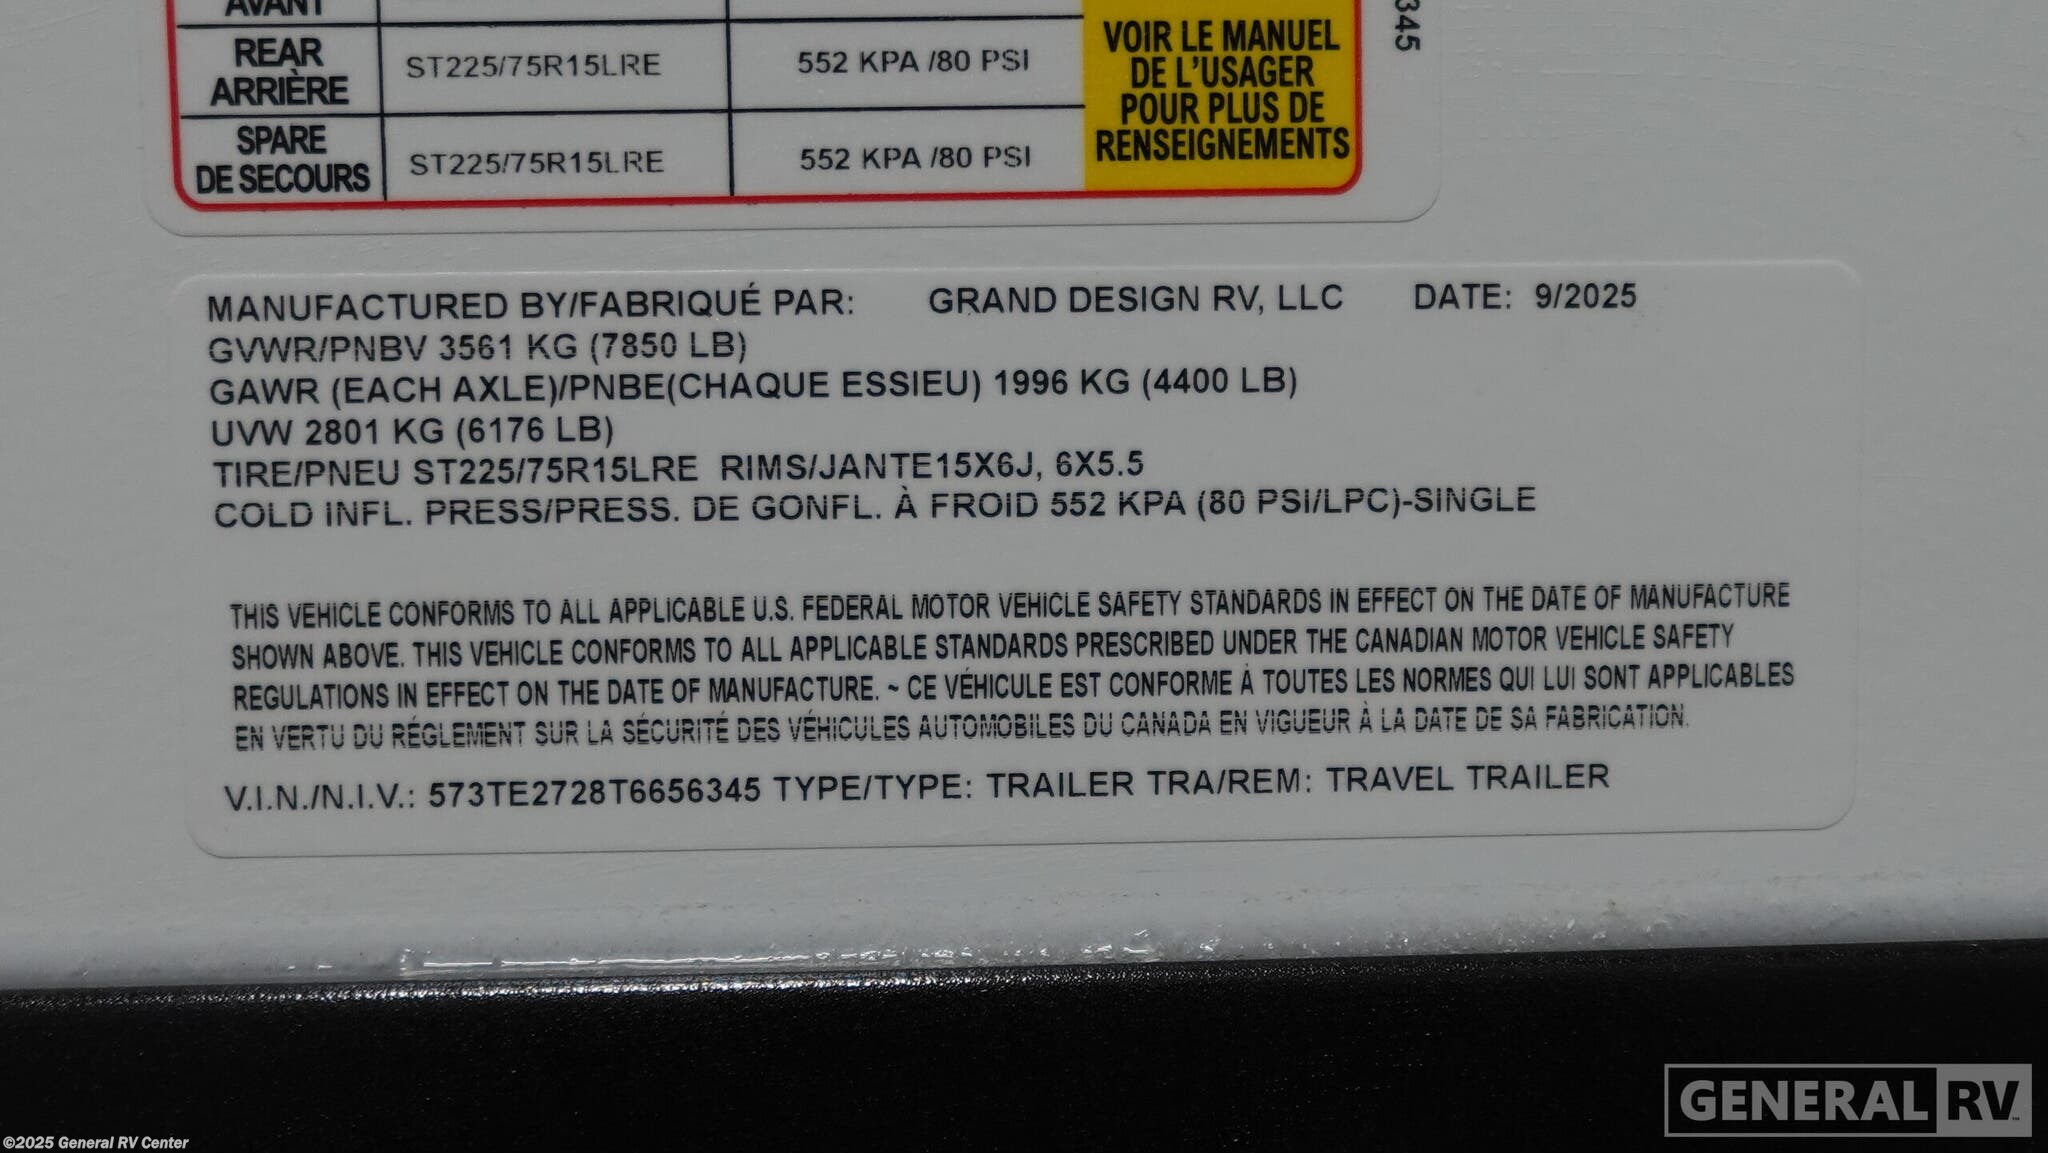 AVANT
REAR
ARRIÈRE
ST225/75R15LRE
552 KPA /80 PSI
SPARE
DE SECOURS
ST225/75R15LRE
552 KPA /80 PSI
VOIR LE MANUEL
DE L'USAGER
POUR PLUS DE
RENSEIGNEMENTS
345
MANUFACTURED BY/FABRIQUÉ PAR: GRAND DESIGN RV, LLC DATE: 9/2025
GVWR/PNBV 3561 KG (7850 LB)
GAWR (EACH AXLE)/PNBE(CHAQUE ESSIEU) 1996 KG (4400 LB)
UVW 2801 KG (6176 LB)
TIRE/PNEU ST225/75R15LRE RIMS/JANTE15X6J, 6X5.5
COLD INFL. PRESS/PRESS. DE GONFL. À FROID 552 KPA (80 PSI/LPC)-SINGLE
THIS VEHICLE CONFORMS TO ALL APPLICABLE U.S. FEDERAL MOTOR VEHICLE SAFETY STANDARDS IN EFFECT ON THE DATE OF MANUFACTURE
SHOWN ABOVE. THIS VEHICLE CONFORMS TO ALL APPLICABLE STANDARDS PRESCRIBED UNDER THE CANADIAN MOTOR VEHICLE SAFETY
REGULATIONS IN EFFECT ON THE DATE OF MANUFACTURE. ~ CE VÉHICULE EST CONFORME À TOUTES LES NORMES QUI LUI SONT APPLICABLES
EN VERTU DU RÉGLEMENT SUR LA SÉCURITÉ DES VÉHICULES AUTOMOBILES DU CANADA EN VIGUEUR À LA DATE DE SA FABRICATION.
V.I.N./N.I.V.: 573TE2728T6656345 TYPE/TYPE: TRAILER TRA/REM: TRAVEL TRAILER
GENERAL RV
©2025 General RV Center